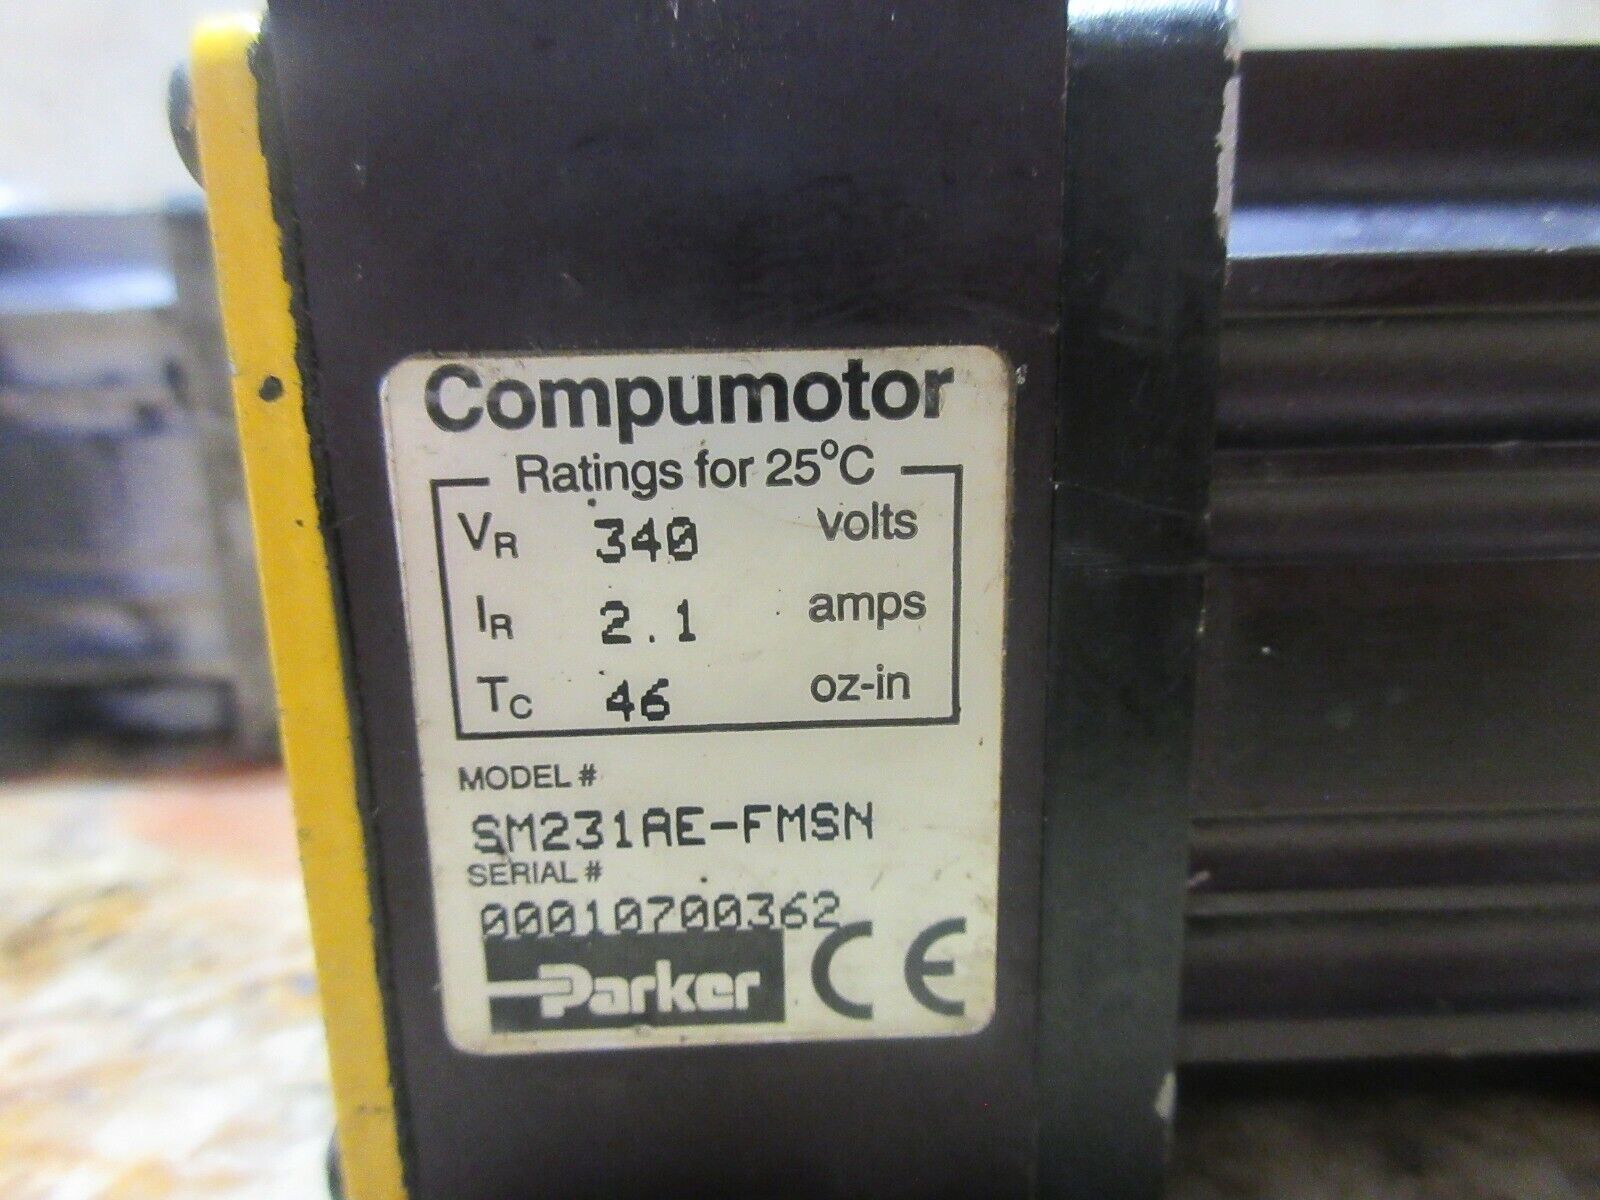 Compumotor
Ratings for 25°C
VR 340 volts
IR 2.1 amps
TC 46 oz-in
MODEL #
SM231AE-FMSN
SERIAL #
00010700362
Parker CE